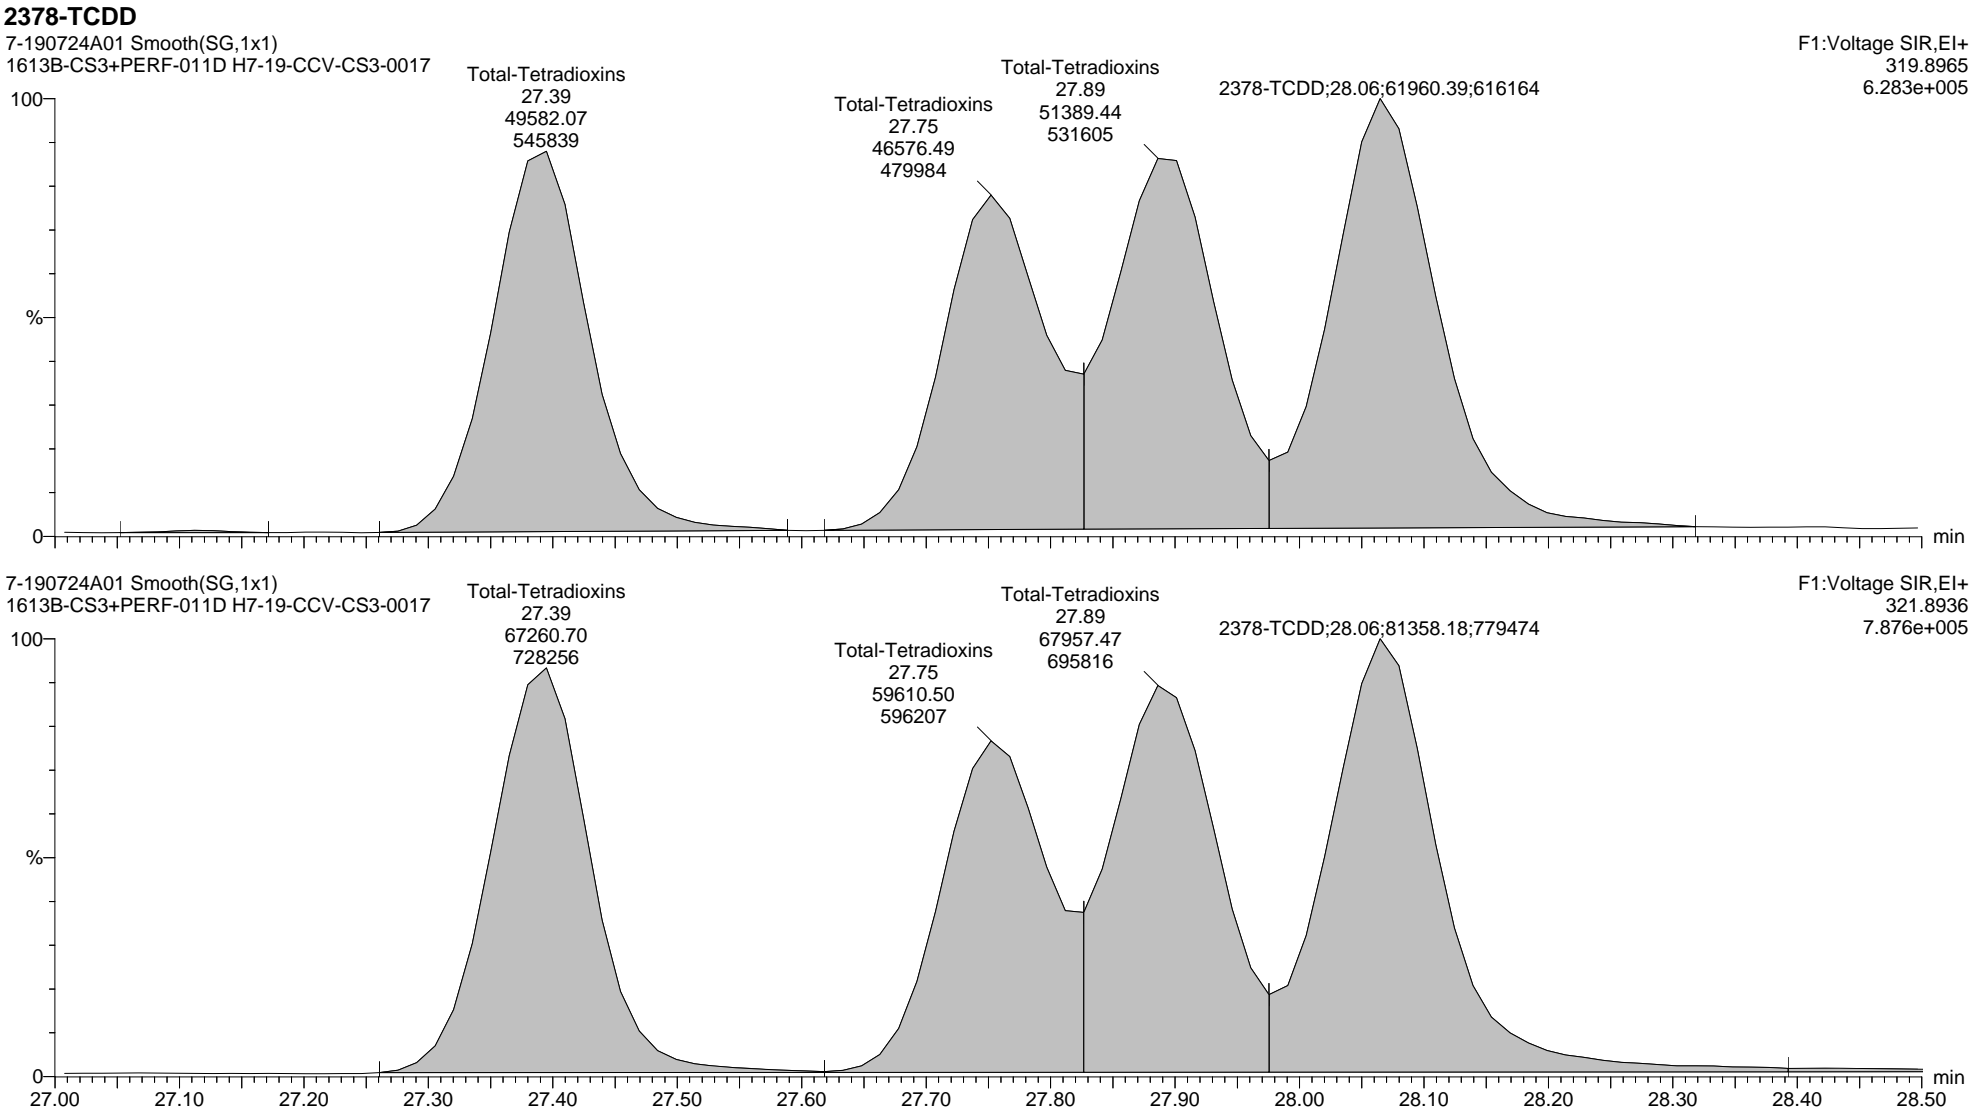 2378-TCDD
7-190724A01 Smooth(SG,1x1)
1613B-CS3+PERF-011D H7-19-CCV-CS3-0017
F1:Voltage SIR,EI+
319.8965
6.283e+005
Total-Tetradioxins
27.39
49582.07
545839
Total-Tetradioxins
27.75
46576.49
479984
Total-Tetradioxins
27.89
51389.44
531605
2378-TCDD;28.06;61960.39;616164
100
%
0
min
7-190724A01 Smooth(SG,1x1)
1613B-CS3+PERF-011D H7-19-CCV-CS3-0017
F1:Voltage SIR,EI+
321.8936
7.876e+005
Total-Tetradioxins
27.39
67260.70
728256
Total-Tetradioxins
27.75
59610.50
596207
Total-Tetradioxins
27.89
67957.47
695816
2378-TCDD;28.06;81358.18;779474
100
%
0
min
27.00 27.10 27.20 27.30 27.40 27.50 27.60 27.70 27.80 27.90 28.00 28.10 28.20 28.30 28.40 28.50